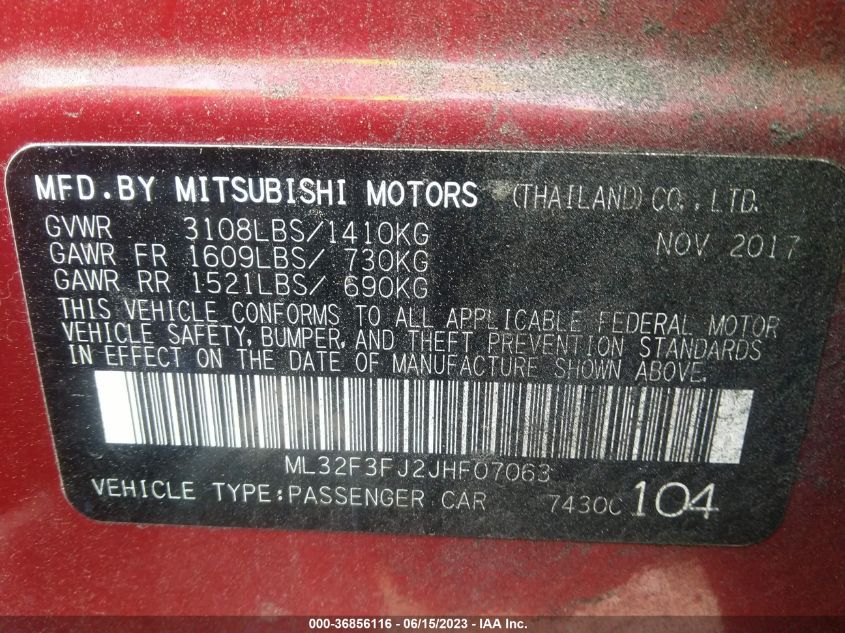 MFD. BY MITSUBISHI MOTORS (THAILAND) CO., LTD.
GVWR 3108LBS/1410KG NOV 2017
GAWR FR 1609LBS/ 730KG
GAWR RR 1521LBS/ 690KG
THIS VEHICLE CONFORMS TO ALL APPLICABLE FEDERAL MOTOR
VEHICLE SAFETY, BUMPER, AND THEFT PREVENTION STANDARDS
IN EFFECT ON THE DATE OF MANUFACTURE SHOWN ABOVE.
ML32F3FJ2JHF07063
VEHICLE TYPE:PASSENGER CAR 7430C 104
000-36856116 - 06/15/2023 - IAA Inc.